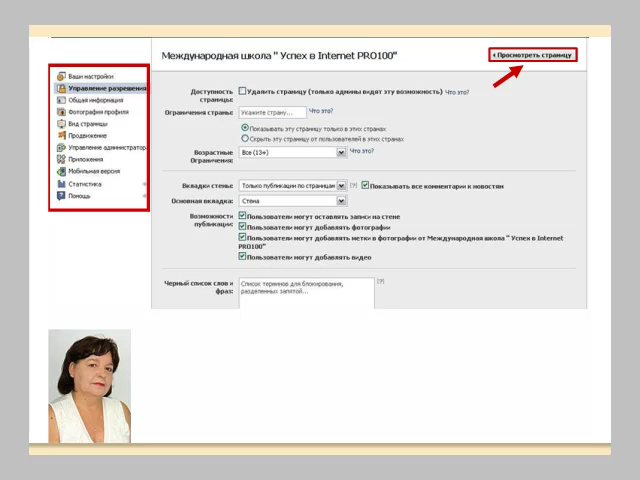 Международная школа " Успех в Internet PRO100"
Просмотреть страницу
Ваши настройки
Управление разрешения
Общая информация
Фотография профиля
Вид страницы
Продвижение
Управление администратор
Приложения
Мобильная версия
Статистика
Помощь
Доступность страницы:
Удалить страницу (только админы видят эту возможность) Что это?
Ограничения страны:
Укажите страну...
Что это?
Показывать эту страницу только в этих странах
Скрыть эту страницу от пользователей в этих странах
Возрастные Ограничения:
Все (13+)
Что это?
Вкладки стены:
Только публикации по страницам
[?]
Показывать все комментарии к новостям
Основная вкладка:
Стена
Возможности публикации:
Пользователи могут оставлять записи на стене
Пользователи могут добавлять фотографии
Пользователи могут добавлять метки в фотографии от Международная школа " Успех в Internet
PRO100"
Пользователи могут добавлять видео
Черный список слов и фраз:
Список терминов для блокирования,
разделенных запятой...
[?]